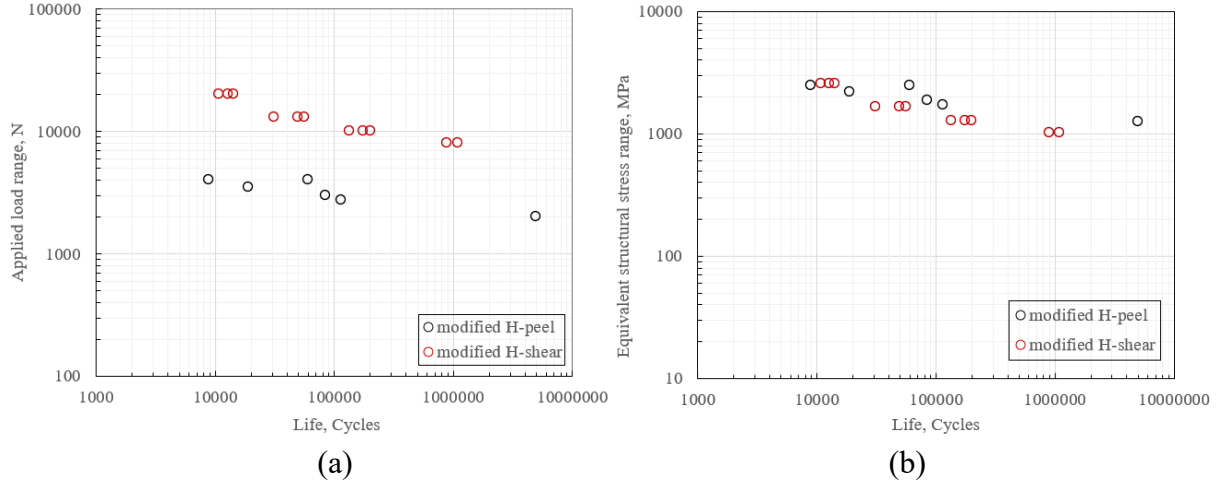 100000
10000
1000
100
Applied load range, N
1000 10000 100000 1000000 10000000
Life, Cycles
modified H-peel
modified H-shear
(a)
10000
1000
100
10
Equivalent structural stress range, MPa
1000 10000 100000 1000000 10000000
Life, Cycles
modified H-peel
modified H-shear
(b)